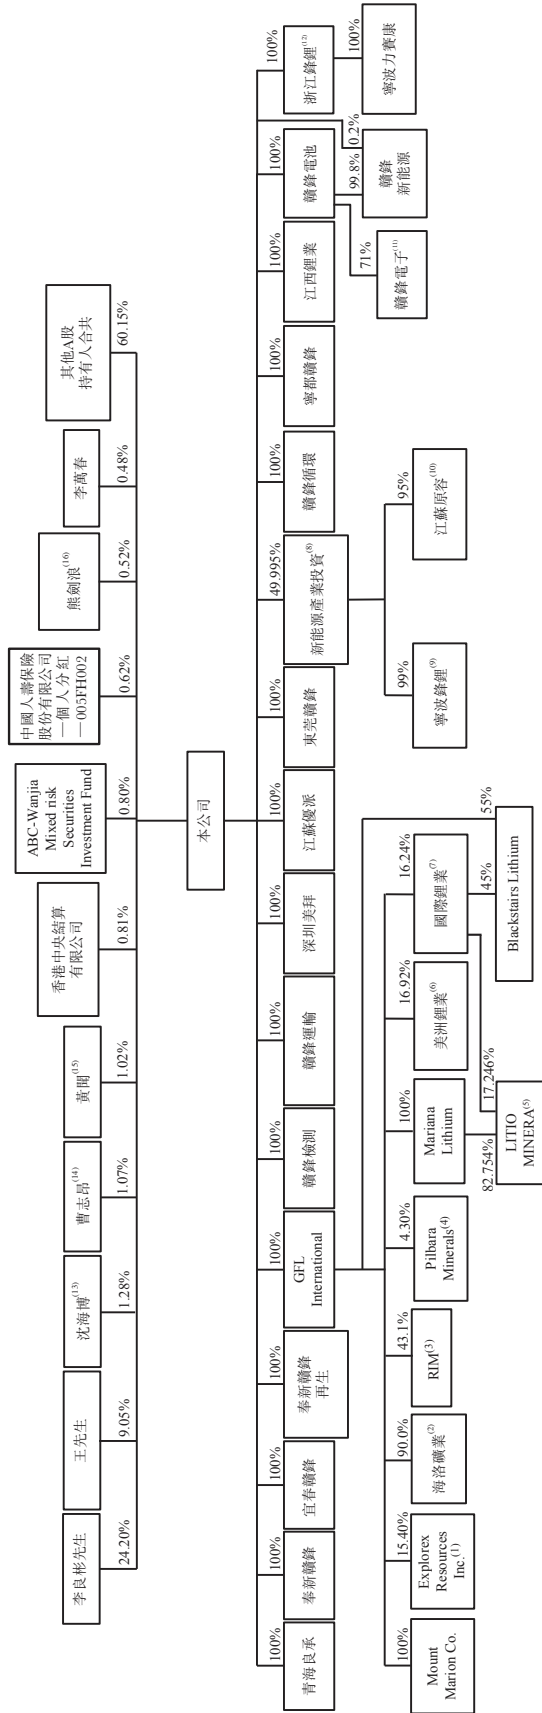 李良彬先生
24.20%
王先生
9.05%
沈海博(13)
1.28%
曹志昂(14)
1.07%
黃聞(15)
1.02%
香港中央結算
有限公司
0.81%
ABC-Wanjia
Mixed risk
Securities
Investment Fund
0.80%
中國人壽保險
股份有限公司
—個人分紅
—005FH002
0.62%
熊劍浪(16)
0.52%
李萬春
0.48%
其他A股
持有人合共
60.15%
本公司
100%
青海良承
100%
奉新贛鋒
100%
宜春贛鋒
100%
奉新贛鋒
再生
100%
GFL
International
100%
贛鋒檢測
100%
贛鋒運輸
100%
深圳美拜
100%
江蘇優派
100%
東莞贛鋒
49.995%
新能源產業投資(8)
100%
贛鋒循環
100%
寧都贛鋒
100%
江西鋰業
100%
贛鋒電池
100%
浙江鋒鋰(12)
100%
Mount
Marion Co.
15.40%
Explorex
Resources
Inc.(1)
90.0%
海洛礦業(2)
43.1%
RIM(3)
4.30%
Pilbara
Minerals(4)
100%
Mariana
Lithium
16.92%
美洲鋰業(6)
16.24%
國際鋰業(7)
55%
82.754%
17.246%
LITIO
MINERA(5)
45%
Blackstairs Lithium
99%
寧波鋒鋰(9)
95%
江蘇原容(10)
71%
贛鋒電子(11)
99.8%
0.2%
贛鋒
新能源
100%
寧波力賽康